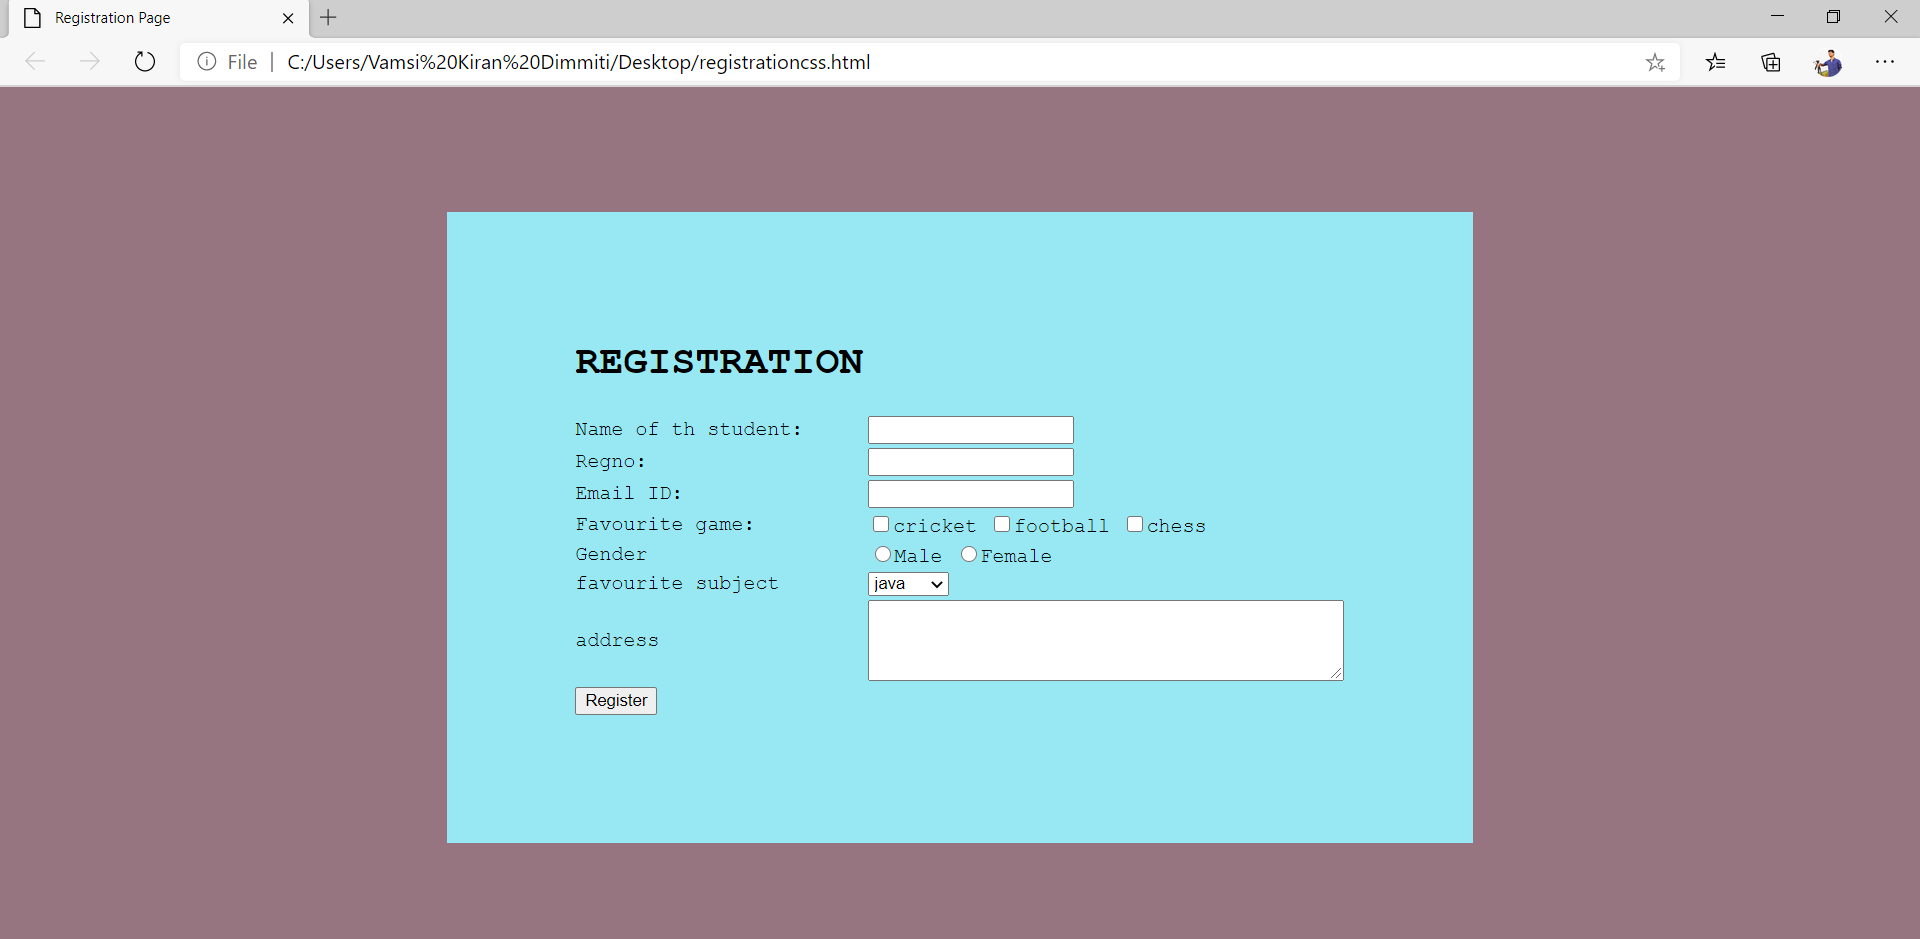 Registration Page
File | C:/Users/Vamsi%20Kiran%20Dimmiti/Desktop/registrationcss.html
REGISTRATION
Name of th student:
Regno:
Email ID:
Favourite game: cricket football chess
Gender Male Female
favourite subject java
address
Register